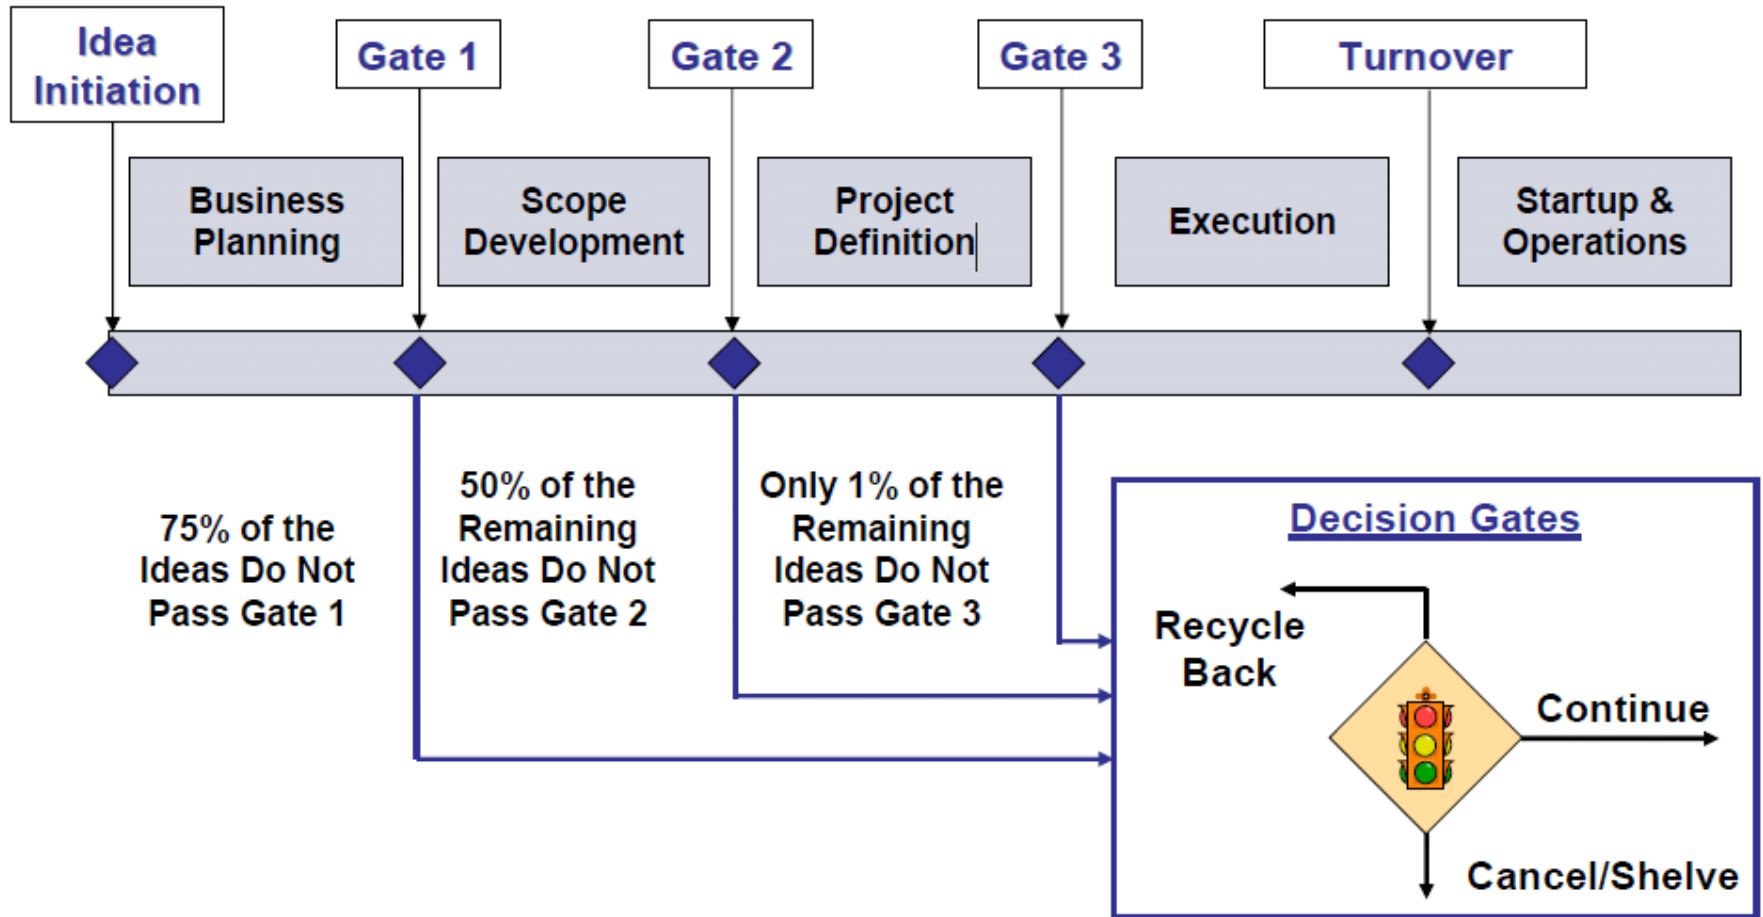 Idea
Initiation
Gate 1
Gate 2
Gate 3
Turnover
Business
Planning
Scope
Development
Project
Definition
Execution
Startup &
Operations
75% of the
Ideas Do Not
Pass Gate 1
50% of the
Remaining
Ideas Do Not
Pass Gate 2
Only 1% of the
Remaining
Ideas Do Not
Pass Gate 3
Decision Gates
Recycle
Back
Continue
Cancel/Shelve